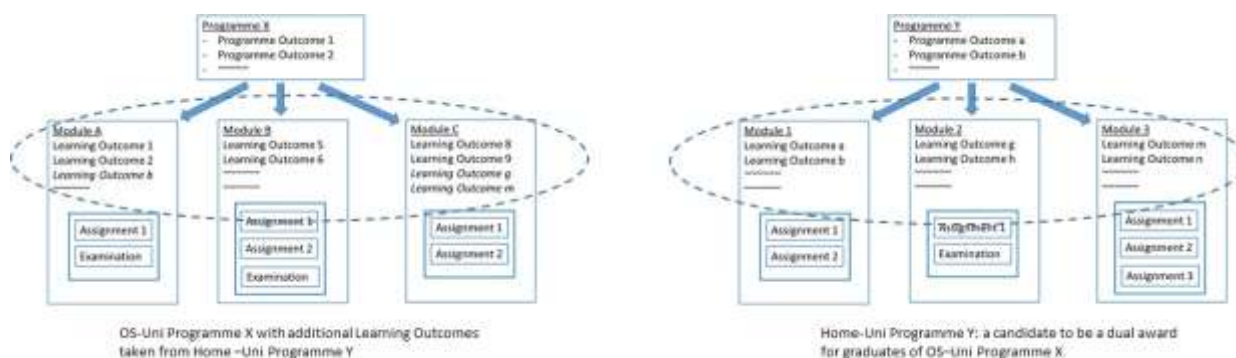 Programme X
- Programme Outcome 1
- Programme Outcome 2
- ~~~~~~
Module A
Learning Outcome 1
Learning Outcome 2
Learning Outcome b
~~~~~~
Assignment 1
Examination
Module B
Learning Outcome 5
Learning Outcome 6
~~~~~~
~~~~~~
Assignment 1
Assignment 2
Examination
Module C
Learning Outcome 8
Learning Outcome 9
Learning Outcome g
Learning Outcome m
Assignment 1
Assignment 2
OS-Uni Programme X with additional Learning Outcomes
taken from Home –Uni Programme Y
Programme Y
- Programme Outcome a
- Programme Outcome b
- ~~~~~~
Module 1
Learning Outcome a
Learning Outcome b
~~~~~~
~~~~~~
Assignment 1
Assignment 2
Module 2
Learning Outcome g
Learning Outcome h
~~~~~~
~~~~~~
Assignment 1
Examination
Module 3
Learning Outcome m
Learning Outcome n
~~~~~~
~~~~~~
Assignment 1
Assignment 2
Assignment 3
Home-Uni Programme Y: a candidate to be a dual award
for graduates of OS–Uni Programme X